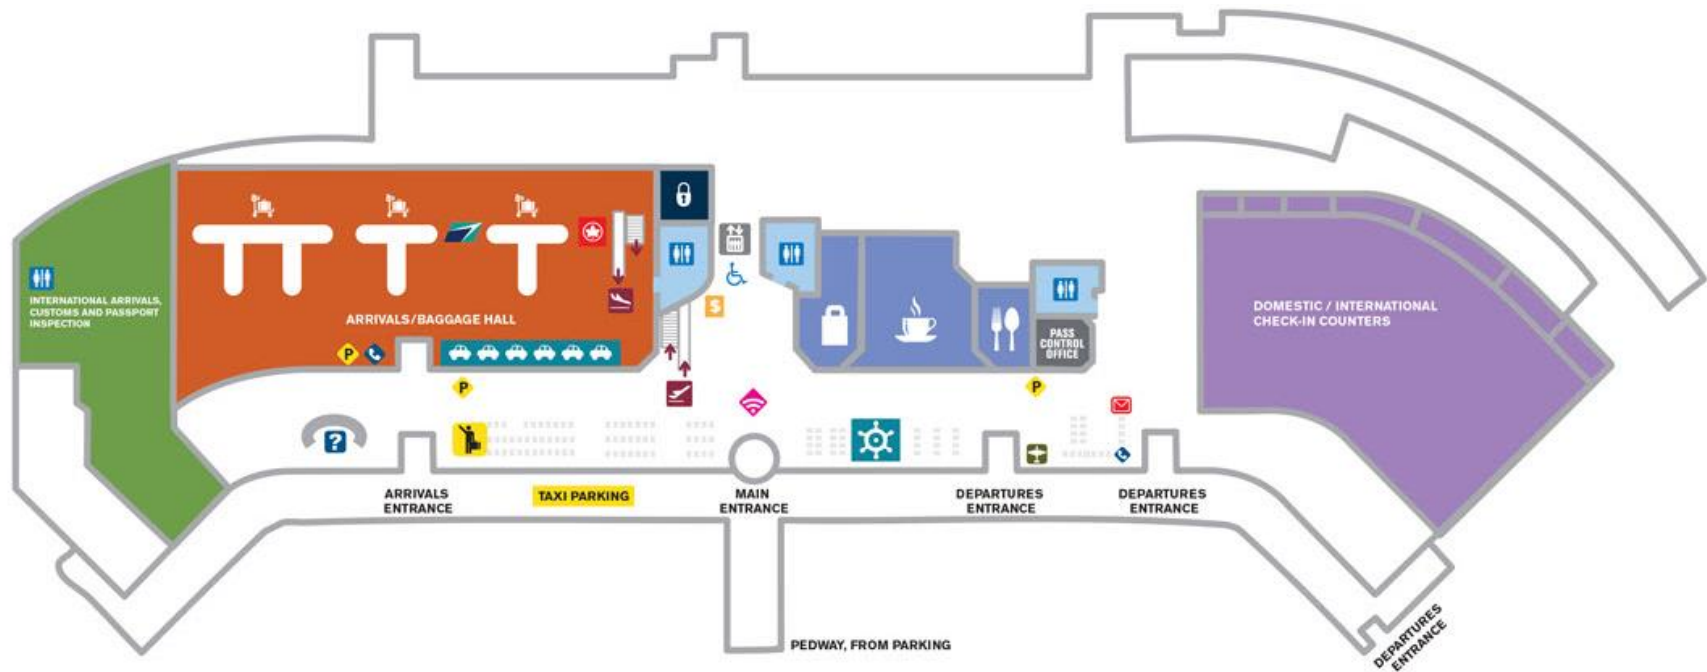 INTERNATIONAL ARRIVALS,
CUSTOMS AND PASSPORT
INSPECTION
ARRIVALS/BAGGAGE HALL
P
P
?
$
PASS
CONTROL
OFFICE
P
DOMESTIC / INTERNATIONAL
CHECK-IN COUNTERS
ARRIVALS
ENTRANCE
TAXI PARKING
MAIN
ENTRANCE
DEPARTURES
ENTRANCE
DEPARTURES
ENTRANCE
PEDWAY, FROM PARKING
DEPARTURES
ENTRANCE